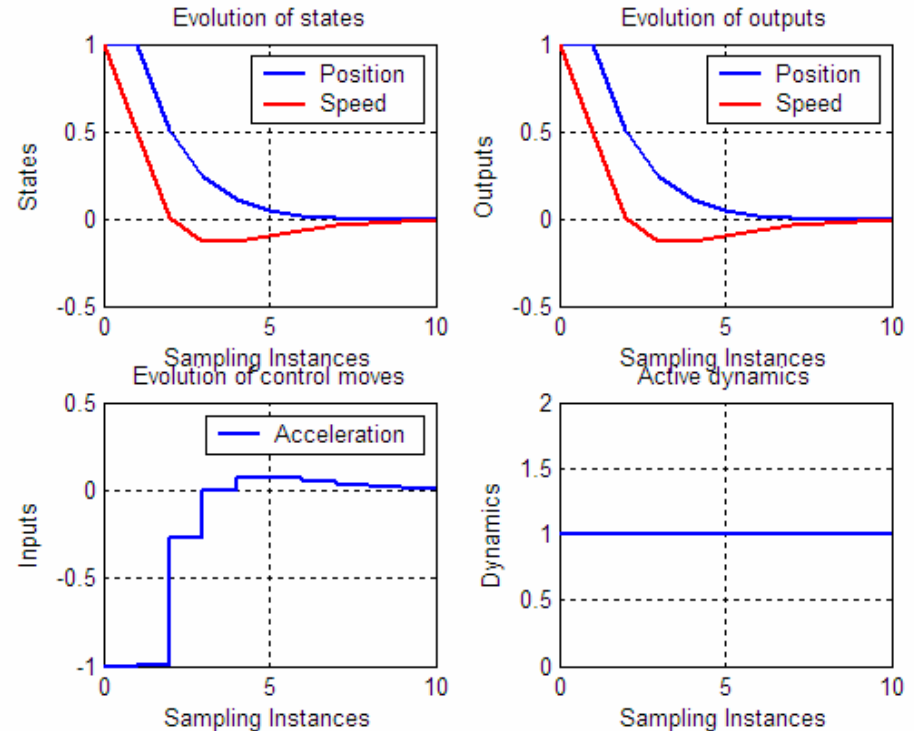 Evolution of states
1
0.5
0
-0.5
States
Position
Speed
0
5
10
Sampling Instances
Evolution of outputs
1
0.5
0
-0.5
Outputs
Position
Speed
0
5
10
Sampling Instances
Evolution of control moves
0.5
0
-0.5
-1
Inputs
Acceleration
0
5
10
Sampling Instances
Active dynamics
2
1.5
1
0.5
0
Dynamics
0
5
10
Sampling Instances